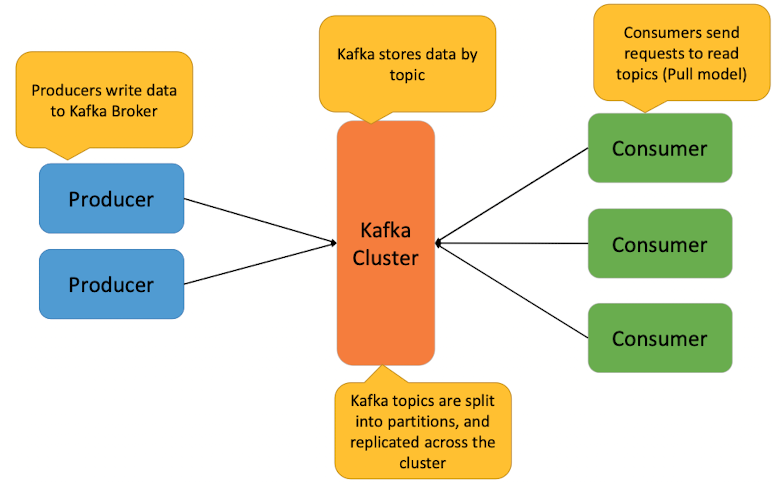 Producers write data
to Kafka Broker
Kafka stores data by
topic
Consumers send
requests to read
topics (Pull model)
Producer
Producer
Kafka
Cluster
Consumer
Consumer
Consumer
Kafka topics are split
into partitions, and
replicated across the
cluster